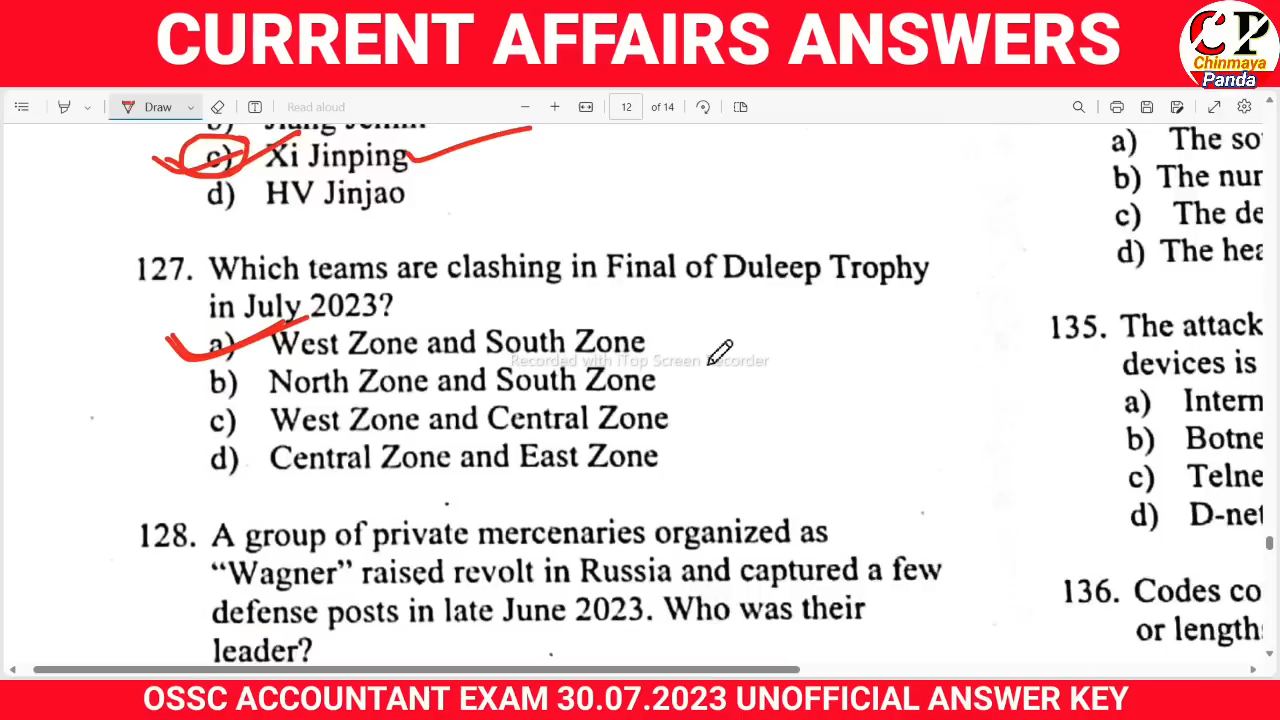 CURRENT AFFAIRS ANSWERS
CP
Chinmaya
Panda
Draw
Read aloud
12 of 14
c) Xi Jinping
d) HV Jinjao
127. Which teams are clashing in Final of Duleep Trophy
in July 2023?
a) West Zone and South Zone
Recorded with iTop Screen Recorder
b) North Zone and South Zone
c) West Zone and Central Zone
d) Central Zone and East Zone
128. A group of private mercenaries organized as
“Wagner” raised revolt in Russia and captured a few
defense posts in late June 2023. Who was their
leader?
a) The so
b) The nur
c) The de
d) The hea
135. The attack
devices is
a) Intern
b) Botne
c) Telne
d) D-net
136. Codes co
or length
OSSC ACCOUNTANT EXAM 30.07.2023 UNOFFICIAL ANSWER KEY